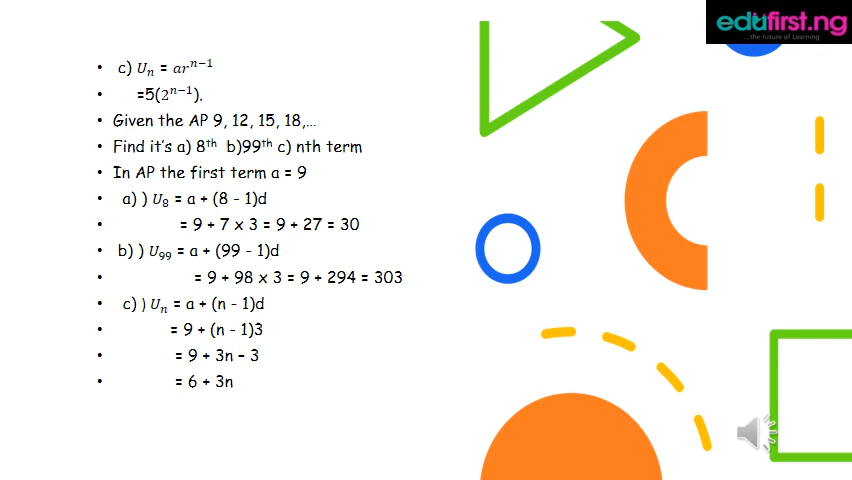 edufirst.ng
...the future of Learning
• c) Uₙ = arⁿ⁻¹
• =5(2ⁿ⁻¹).
• Given the AP 9, 12, 15, 18,...
• Find it's a) 8ᵗʰ b)99ᵗʰ c) nth term
• In AP the first term a = 9
• a) ) U₈ = a + (8 - 1)d
• = 9 + 7 x 3 = 9 + 27 = 30
• b) ) U₉₉ = a + (99 - 1)d
• = 9 + 98 x 3 = 9 + 294 = 303
• c) ) Uₙ = a + (n - 1)d
• = 9 + (n - 1)3
• = 9 + 3n – 3
• = 6 + 3n